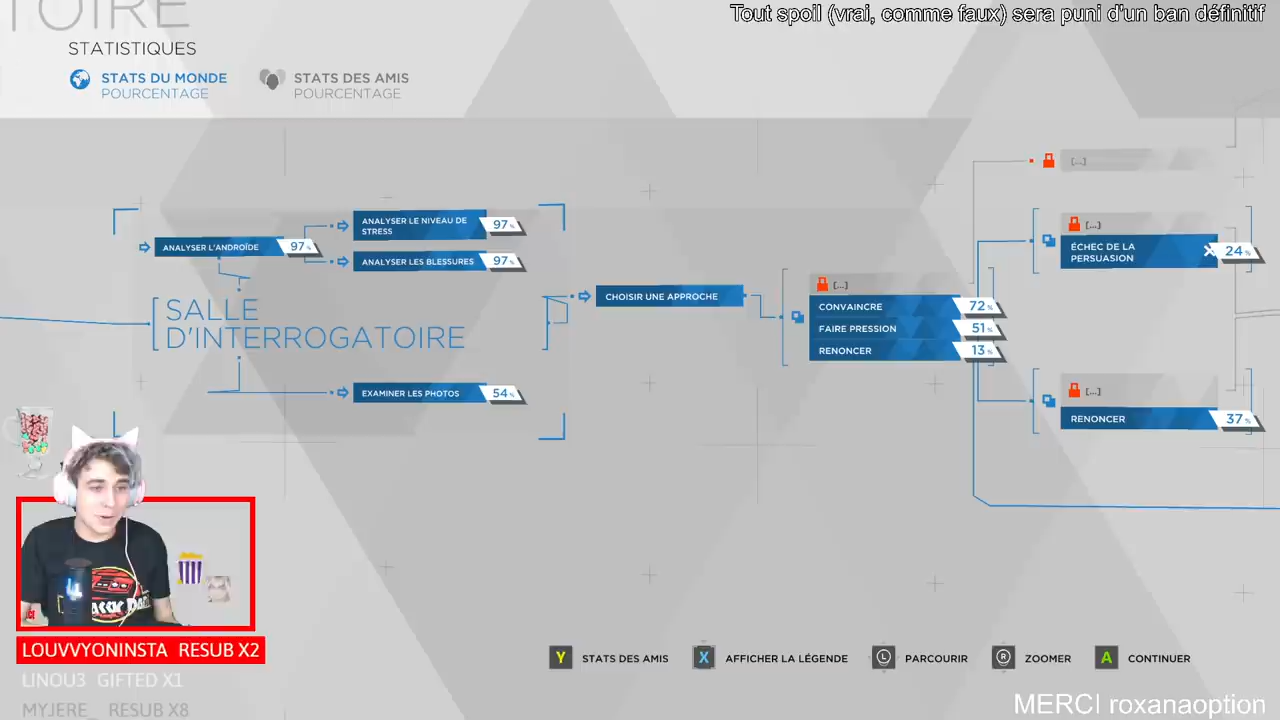 TOIRE
Tout spoil (vrai, comme faux) sera puni d'un ban définitif
STATISTIQUES
STATS DU MONDE
POURCENTAGE
STATS DES AMIS
POURCENTAGE
[...]
ANALYSER LE NIVEAU DE
STRESS
97%
[...]
ANALYSER L'ANDROÏDE 97%
ÉCHEC DE LA
PERSUASION
24%
ANALYSER LES BLESSURES 97%
[...]
CHOISIR UNE APPROCHE
SALLE
D'INTERROGATOIRE
CONVAINCRE 72%
FAIRE PRESSION 51%
RENONCER 13%
EXAMINER LES PHOTOS 54%
[...]
RENONCER 37%
LOUVVYONINSTA RESUB X2
LINOU3 GIFTED X1
MYJERE_ RESUB X8
Y STATS DES AMIS
X AFFICHER LA LÉGENDE
L PARCOURIR
R ZOOMER
A CONTINUER
MERCI roxanaoption